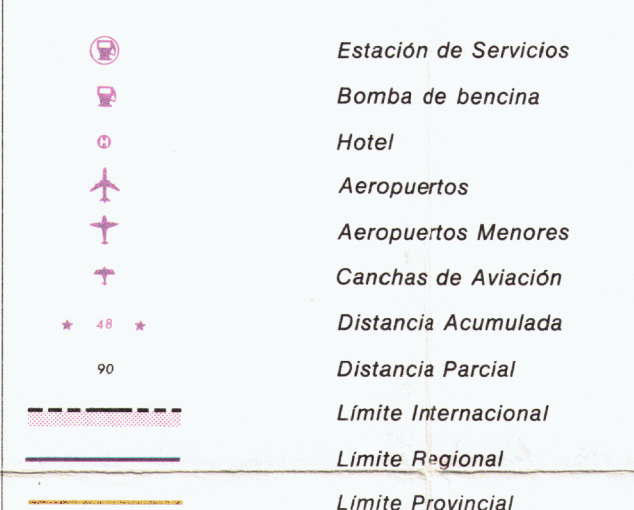 Estación de Servicios
Bomba de bencina
H Hotel
Aeropuertos
Aeropuertos Menores
Canchas de Aviación
48 Distancia Acumulada
90 Distancia Parcial
Límite Internacional
Límite Regional
Límite Provincial